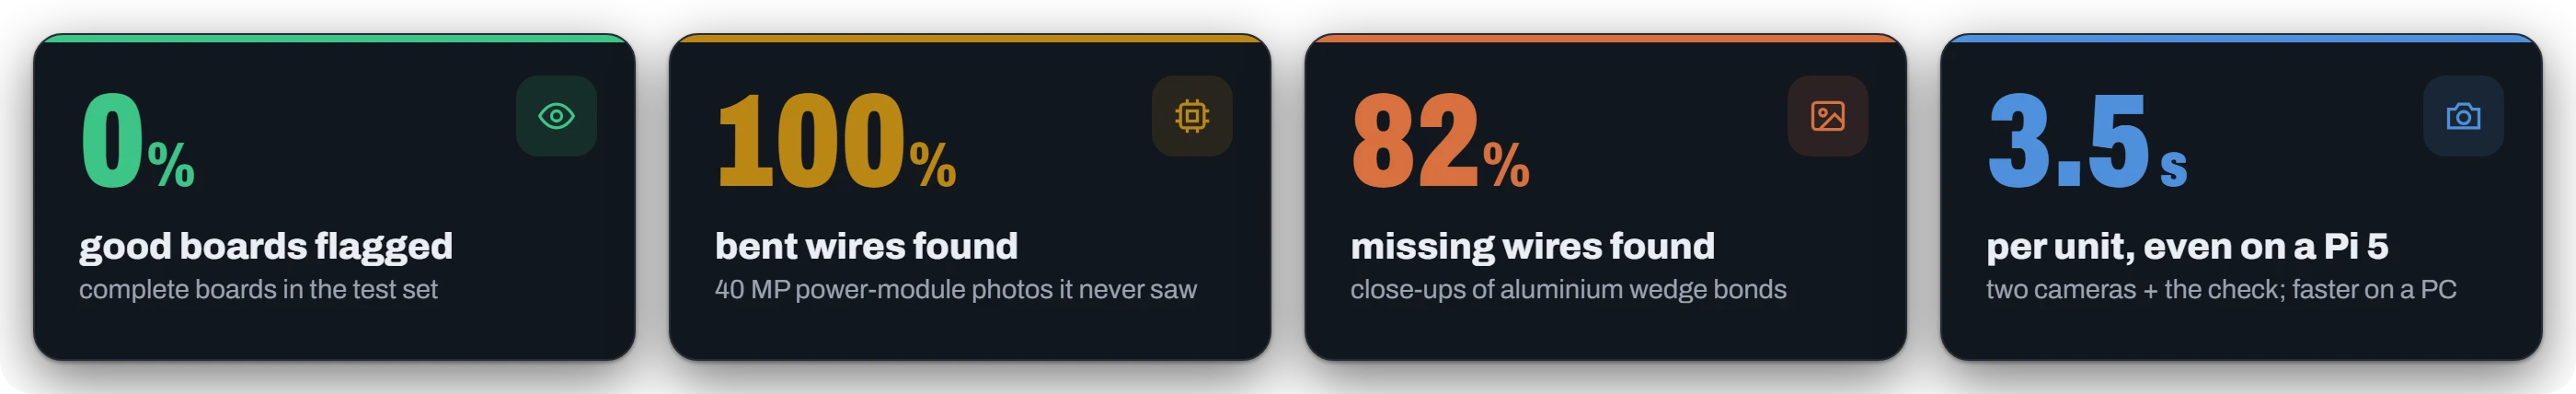 0%
good boards flagged
complete boards in the test set
100%
bent wires found
40 MP power-module photos it never saw
82%
missing wires found
close-ups of aluminium wedge bonds
3.5 s
per unit, even on a Pi 5
two cameras + the check; faster on a PC